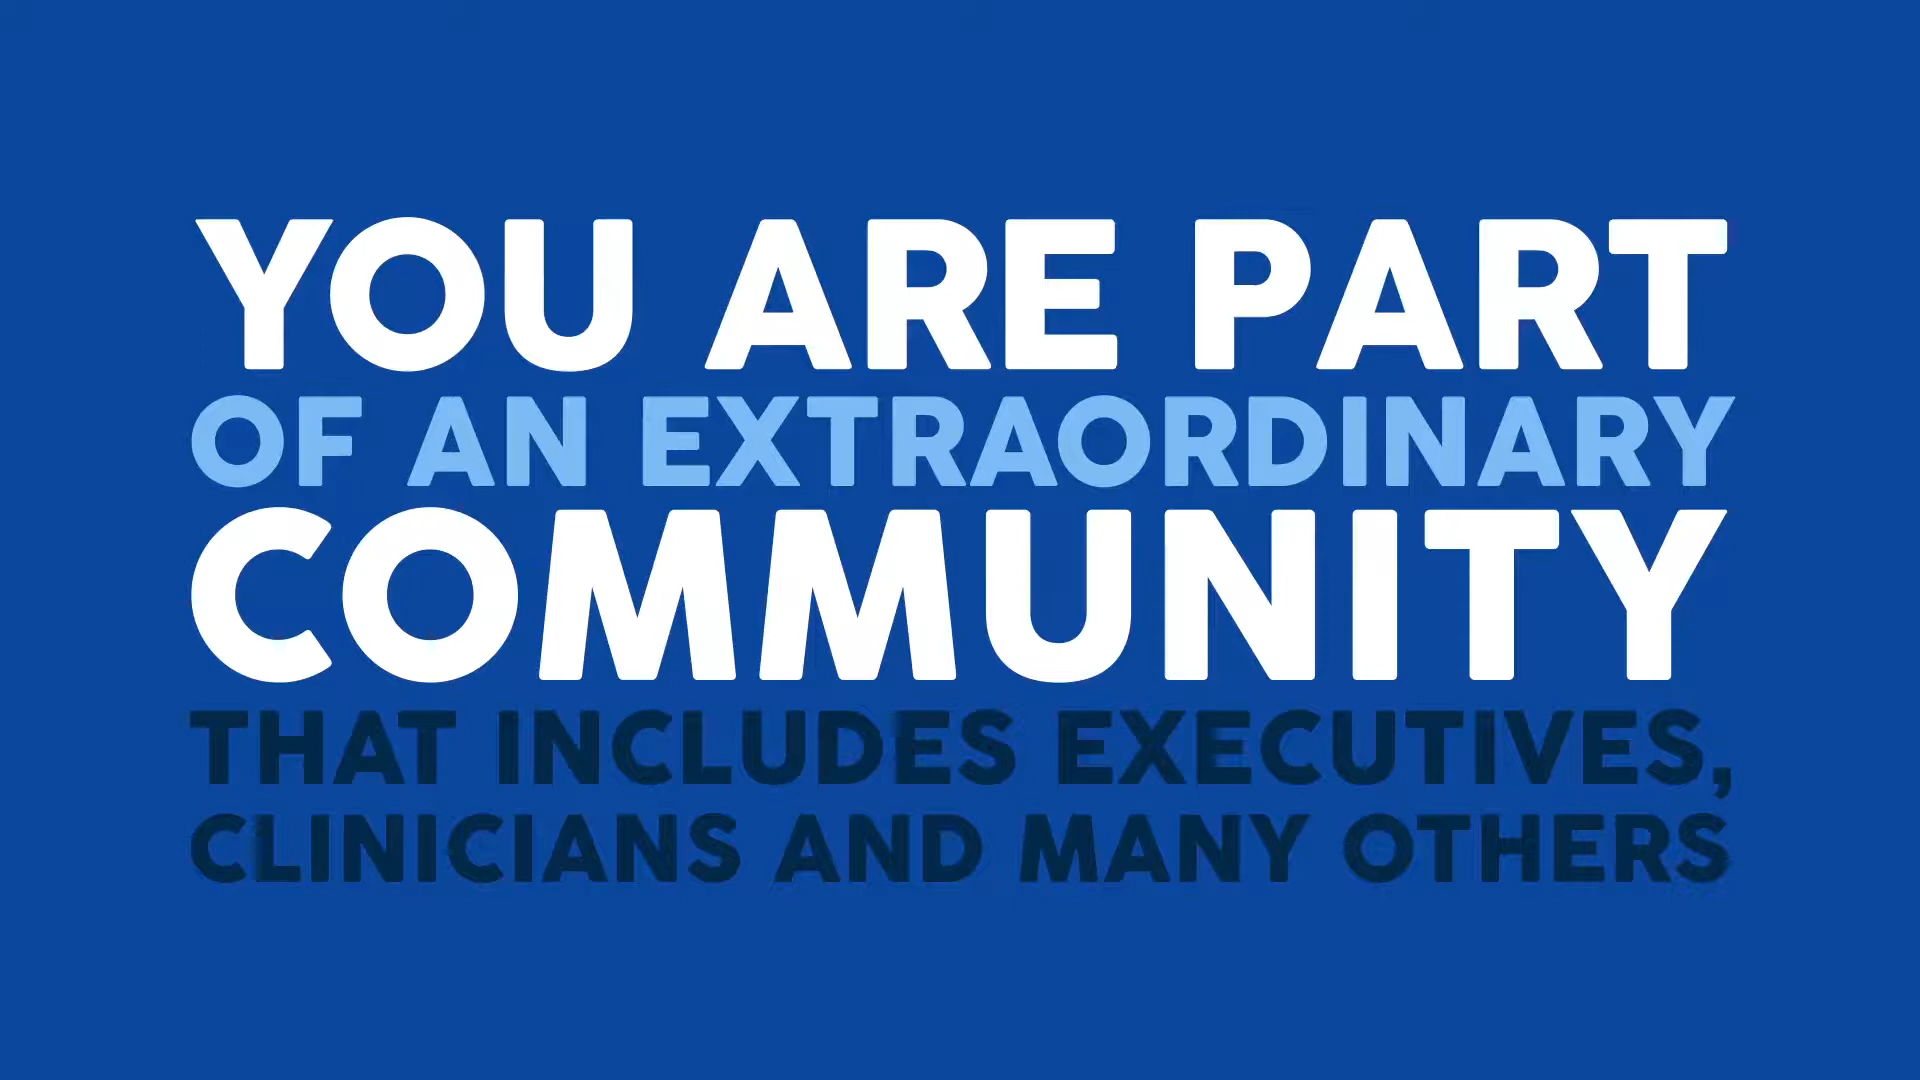 YOU ARE PART
OF AN EXTRAORDINARY
COMMUNITY
THAT INCLUDES EXECUTIVES,
CLINICIANS AND MANY OTHERS